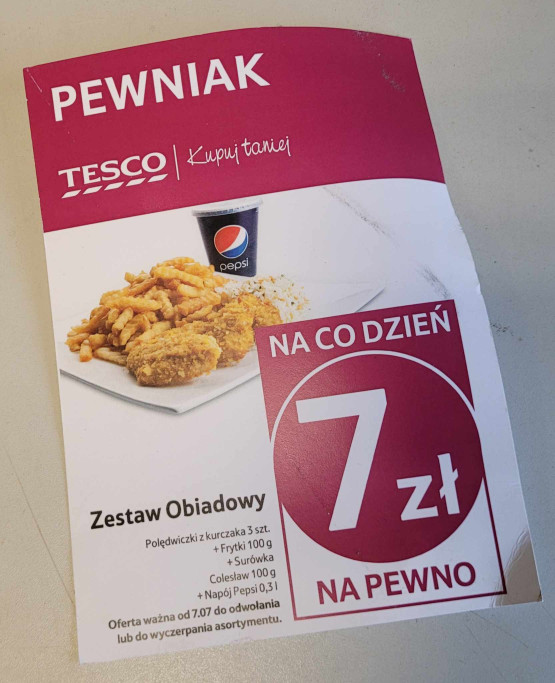 PEWNIAK
TESCO | Kupuj taniej
pepsi
NA CO DZIEŃ
7 zł
NA PEWNO
Zestaw Obiadowy
Polędwiczki z kurczaka 3 szt.
+ Frytki 100 g
+ Surówka
Colesław 100 g
+ Napój Pepsi 0,3 l
Oferta ważna od 7.07 do odwołania
lub do wyczerpania asortymentu.